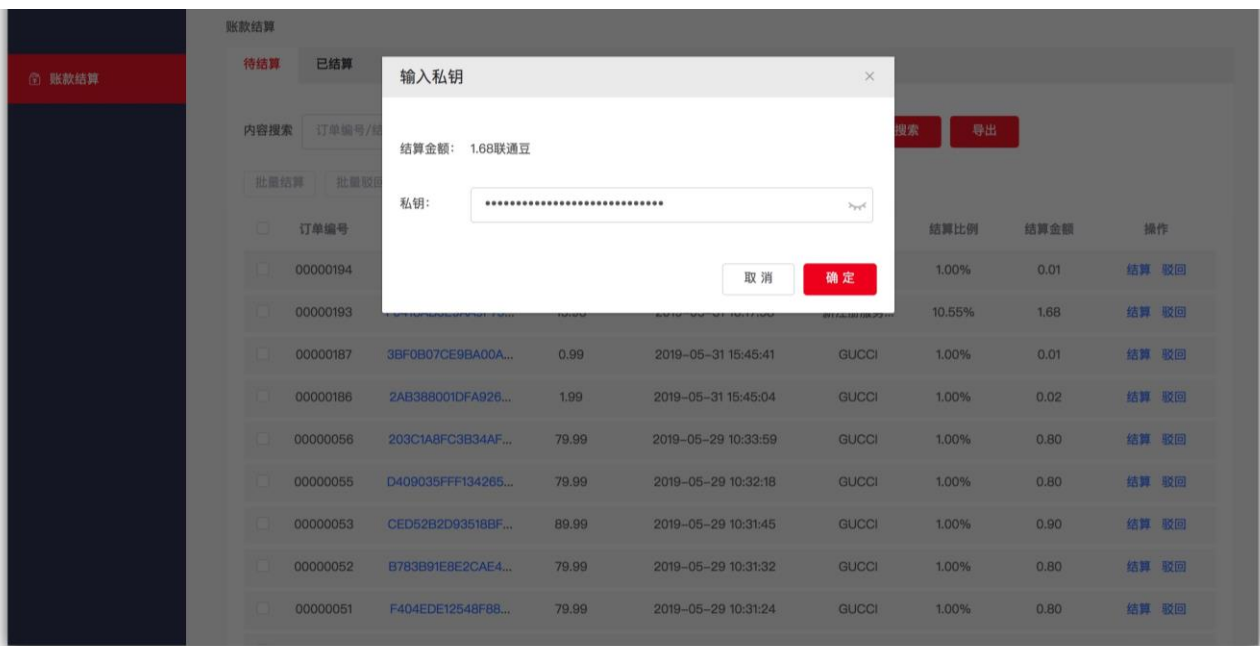 账款结算
账款结算
待结算 已结算
输入私钥
内容搜索 订单编号/结
搜索 导出
结算金额: 1.68联通豆
批量结算 批量驳回
私钥: •••••••••••••••••••••••••••••
订单编号 结算比例 结算金额 操作
取 消 确 定
00000194 1.00% 0.01 结算 驳回
00000193 10.55% 1.68 结算 驳回
00000187 3BF0B07CE9BA00A... 0.99 2019-05-31 15:45:41 GUCCI 1.00% 0.01 结算 驳回
00000186 2AB388001DFA926... 1.99 2019-05-31 15:45:04 GUCCI 1.00% 0.02 结算 驳回
00000056 203C1A8FC3B34AF... 79.99 2019-05-29 10:33:59 GUCCI 1.00% 0.80 结算 驳回
00000055 D409035FFF134265... 79.99 2019-05-29 10:32:18 GUCCI 1.00% 0.80 结算 驳回
00000053 CED52B2D93518BF... 89.99 2019-05-29 10:31:45 GUCCI 1.00% 0.90 结算 驳回
00000052 B783B91E8E2CAE4... 79.99 2019-05-29 10:31:32 GUCCI 1.00% 0.80 结算 驳回
00000051 F404EDE12548F88... 79.99 2019-05-29 10:31:24 GUCCI 1.00% 0.80 结算 驳回